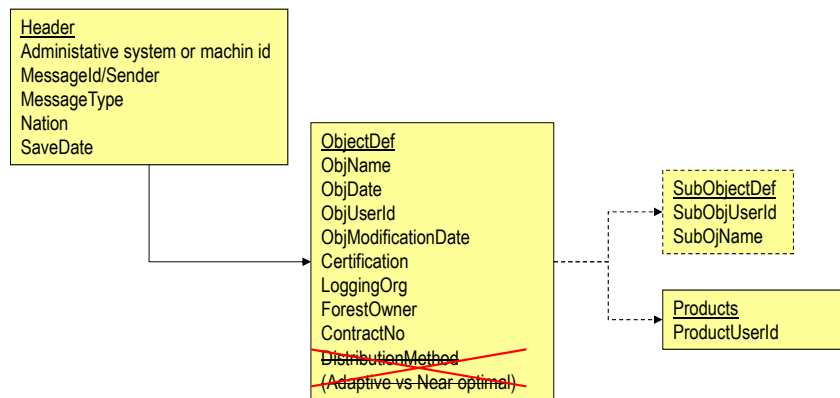 Header
Administative system or machin id
MessageId/Sender
MessageType
Nation
SaveDate
ObjectDef
ObjName
ObjDate
ObjUserId
ObjModificationDate
Certification
LoggingOrg
ForestOwner
ContractNo
DistributionMethod
(Adaptive vs Near optimal)
SubObjectDef
SubObjUserId
SubOjName
Products
ProductUserId